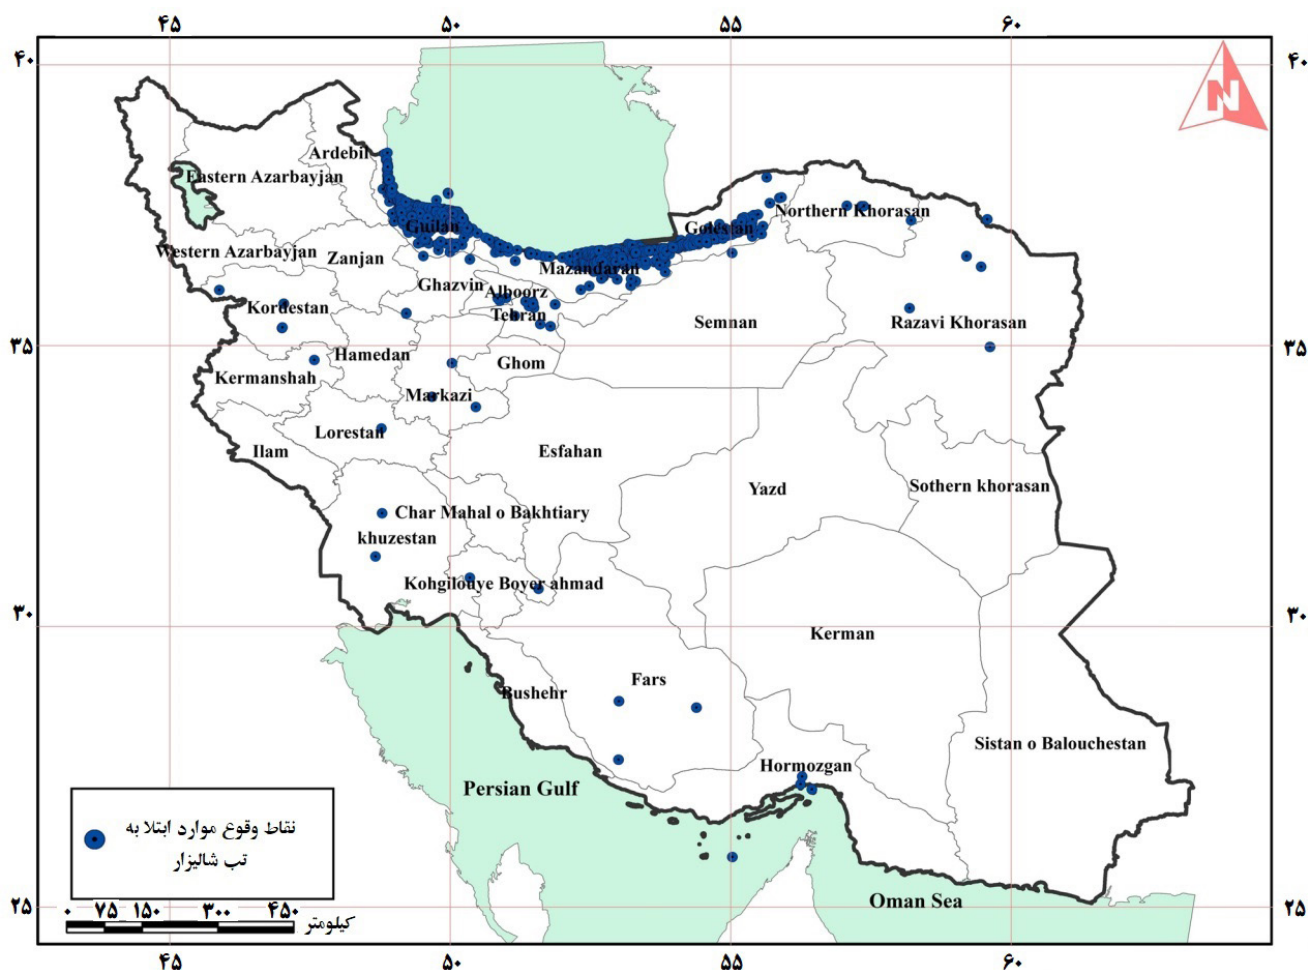 ۴۵ ۵۰ ۵۵ ۶۰
۴۰ ۴۰
N
Ardebil
Eastern Azarbayjan
Northern Khorasan
Guilan
Golestan
Western Azarbayjan
Zanjan
Mazandaran
Ghazvin
Alboorz
Kordestan
Tehran
Semnan
Razavi Khorasan
۳۵ ۳۵
Hamedan
Ghom
Kermanshah
Markazi
Lorestan
Ilam
Esfahan
Yazd
Sothern khorasan
Char Mahal o Bakhtiary
khuzestan
Kohgilouye Boyer ahmad
۳۰ ۳۰
Kerman
Fars
Bushehr
Sistan o Balouchestan
Hormozgan
Persian Gulf
نقاط وقوع موارد ابتلا به
تب شالیزار
Oman Sea
۲۵ ۲۵
۰ ۷۵ ۱۵۰ ۳۰۰ ۴۵۰
کیلومتر
۴۵ ۵۰ ۵۵ ۶۰